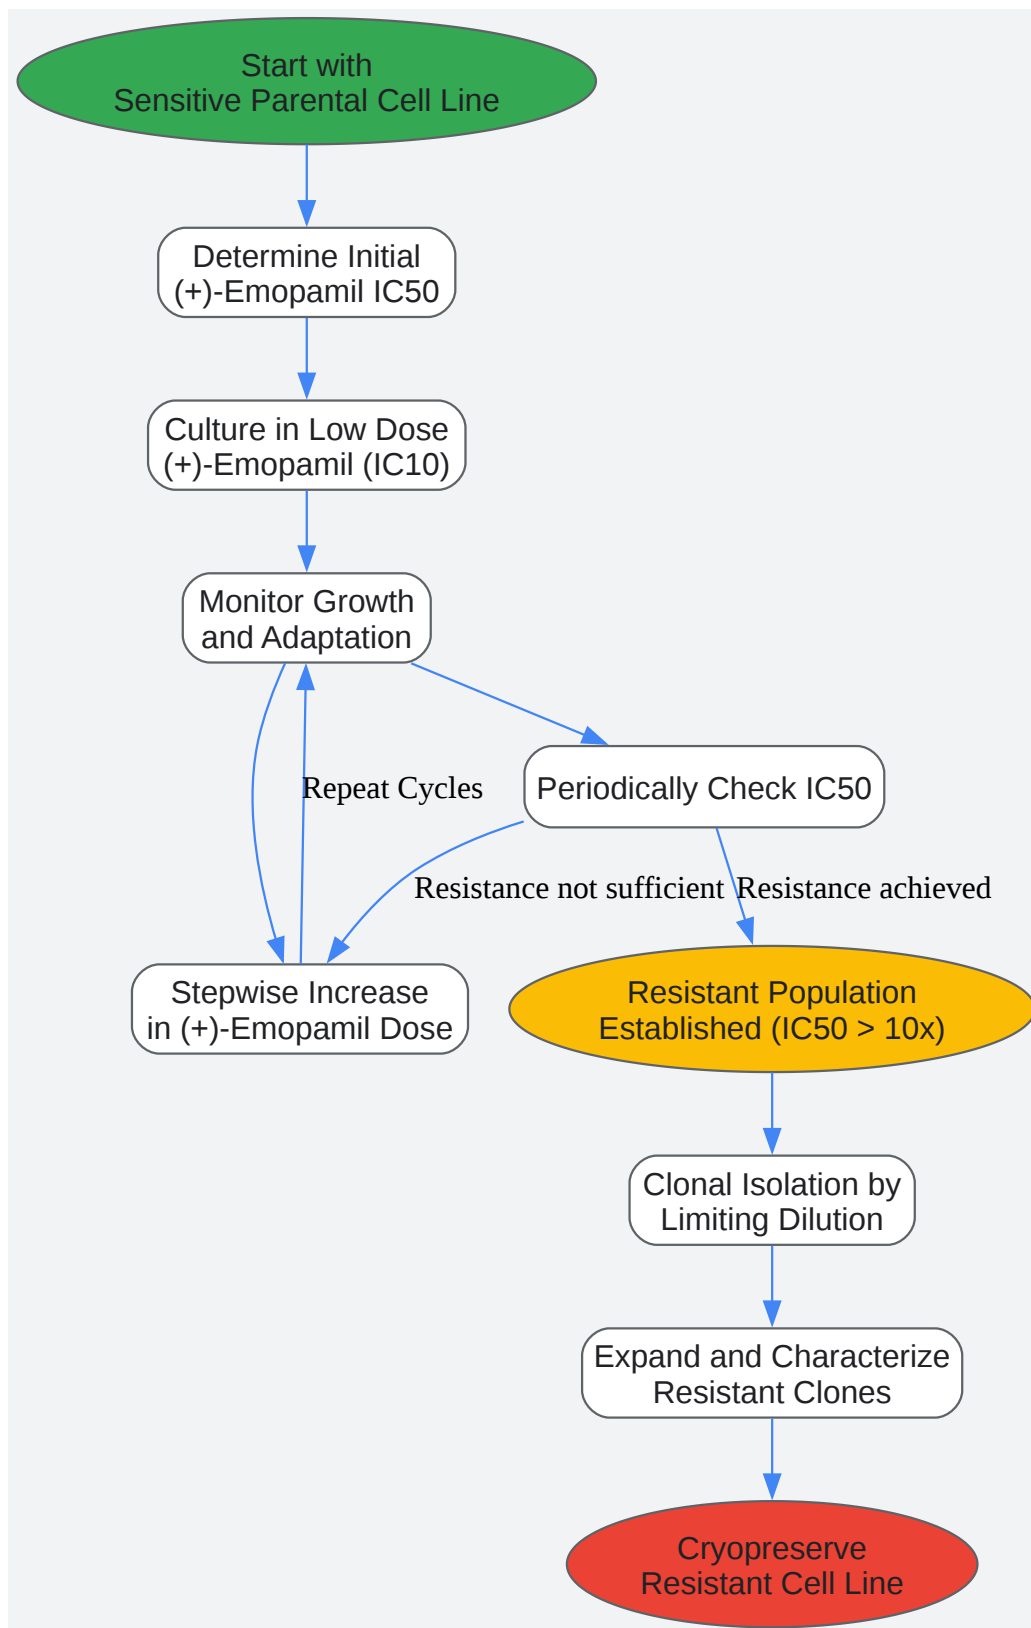 Start with
Sensitive Parental Cell Line
Determine Initial
(+)-Emopamil IC50
Culture in Low Dose
(+)-Emopamil (IC10)
Monitor Growth
and Adaptation
Repeat Cycles
Periodically Check IC50
Resistance not sufficient
Resistance achieved
Stepwise Increase
in (+)-Emopamil Dose
Resistant Population
Established (IC50 > 10x)
Clonal Isolation by
Limiting Dilution
Expand and Characterize
Resistant Clones
Cryopreserve
Resistant Cell Line